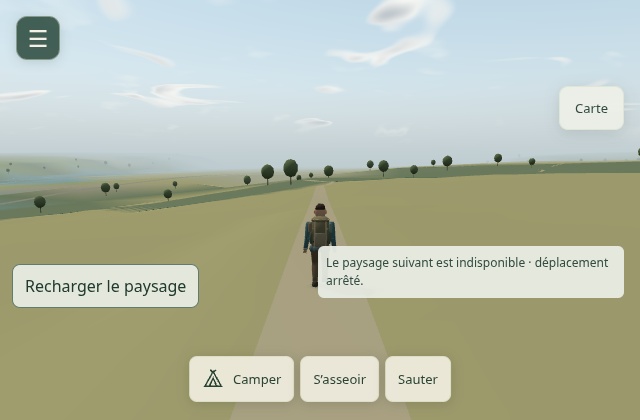 Carte
Le paysage suivant est indisponible · déplacement
arrêté.
Recharger le paysage
Camper
S’asseoir
Sauter